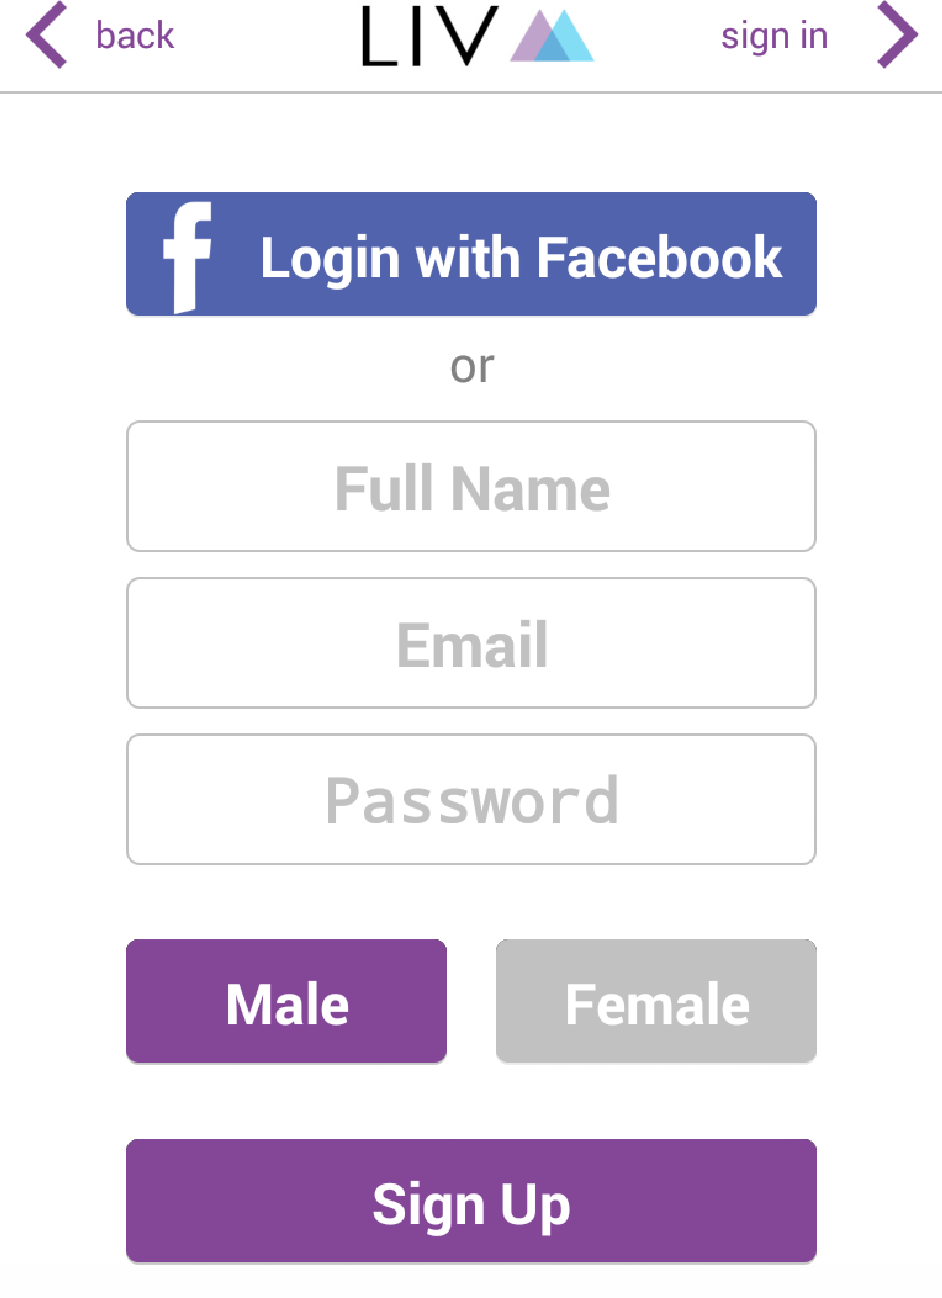 back LIV sign in
Login with Facebook
or
Full Name
Email
Password
Male Female
Sign Up